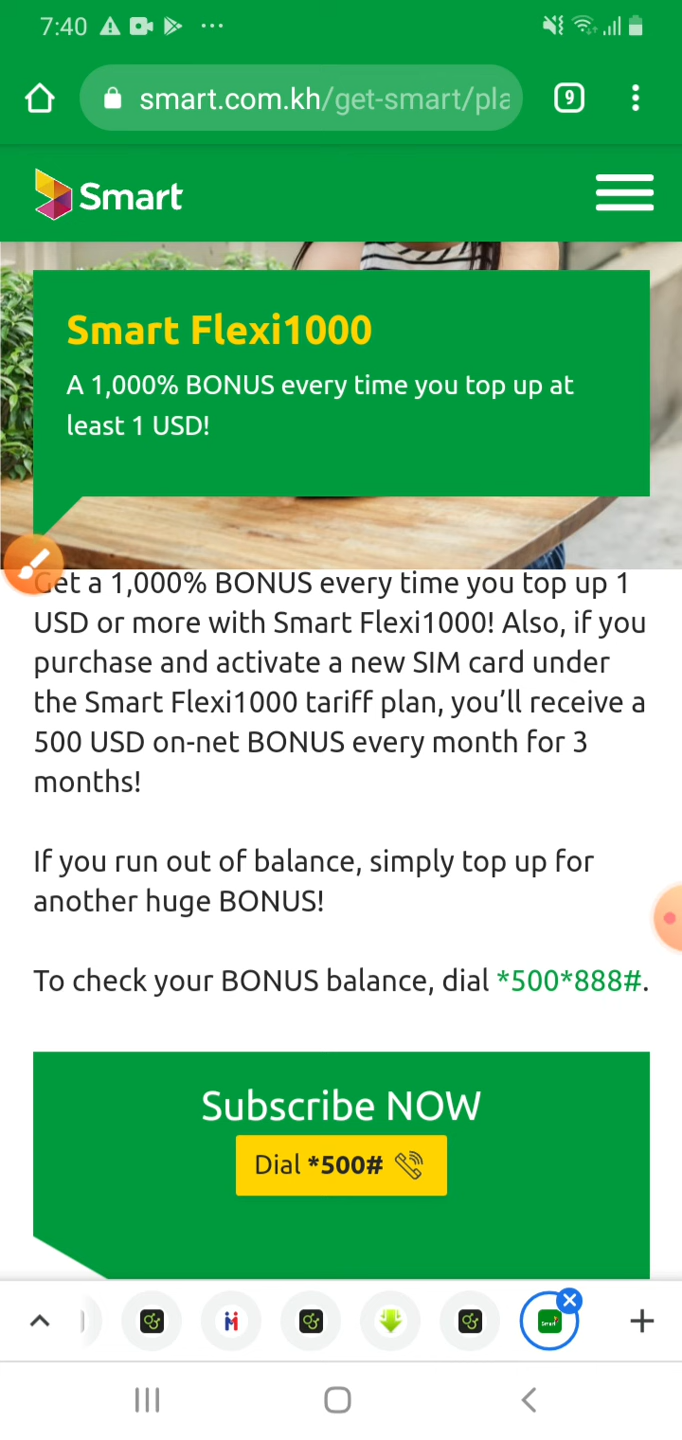 7:40
smart.com.kh/get-smart/pla
9
Smart
Smart Flexi1000
A 1,000% BONUS every time you top up at
least 1 USD!
Get a 1,000% BONUS every time you top up 1
USD or more with Smart Flexi1000! Also, if you
purchase and activate a new SIM card under
the Smart Flexi1000 tariff plan, you’ll receive a
500 USD on-net BONUS every month for 3
months!
If you run out of balance, simply top up for
another huge BONUS!
To check your BONUS balance, dial *500*888#.
Subscribe NOW
Dial *500#
Smart